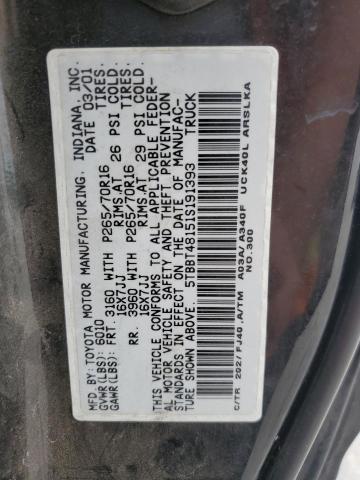 MFD.BY:TOYOTA MOTOR MANUFACTURING, INDIANA, INC.
GVWR(LBS): 6010 DATE 03/01
GAWR(LBS): FRT. 3160 WITH P265/70R16 TIRES.
16X7JJ RIMS.AT 26 PSI COLD.
RR. 3960 WITH P265/70R16 TIRES.
16X7JJ RIMS.AT 29 PSI COLD.
THIS VEHICLE CONFORMS TO ALL APPLICABLE FEDER-
AL MOTOR VEHICLE SAFETY AND THEFT PREVENTION
STANDARDS IN EFFECT ON THE DATE OF MANUFAC-
TURE SHOWN ABOVE.
5TBBT48151S191393 TRUCK
C/TR 202/FJ40.A/TM A03A/A340F UCK40L ARSLKA
NO.300